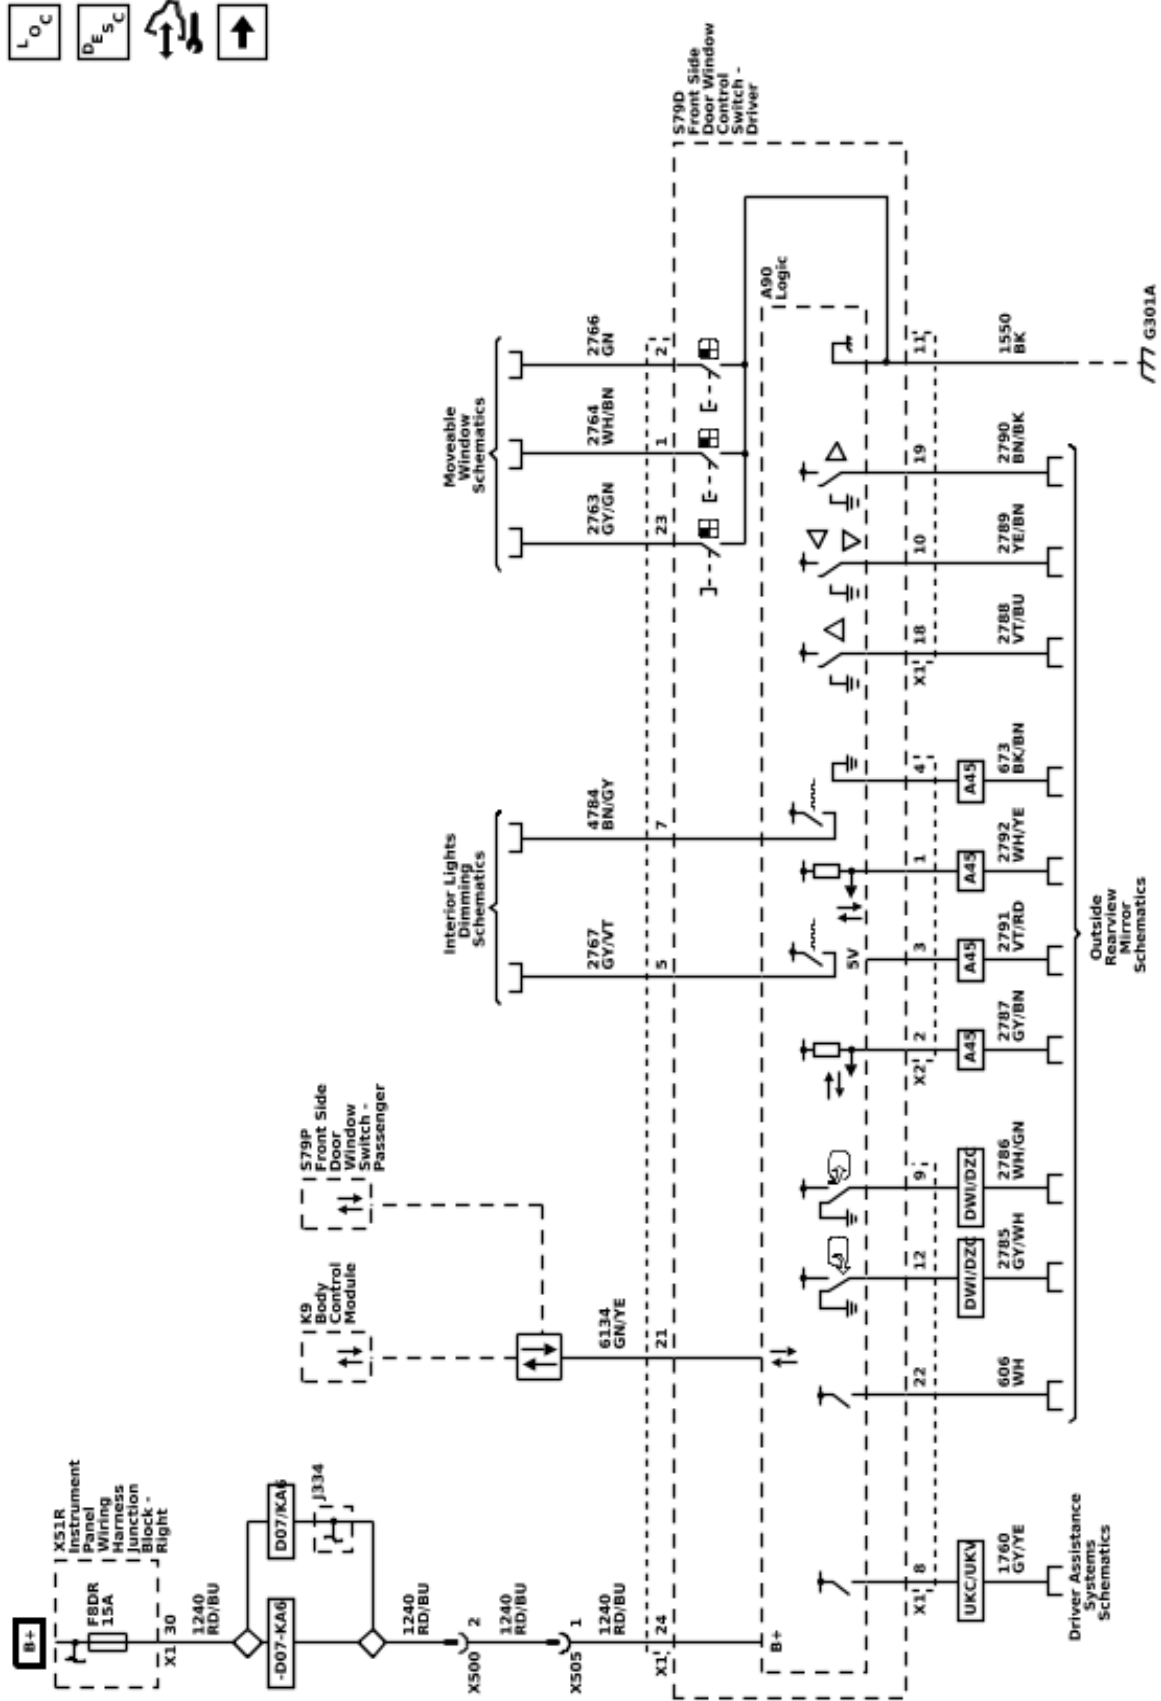 LOC
DESC
B+
X51R
Instrument
Panel
Wiring
Harness
Junction
Block -
Right
F8DR
15A
X1
30
1240
RD/BU
-D07-KA6
D07/KA6
J334
1240
RD/BU
X500
2
1240
RD/BU
X505
1
1240
RD/BU
X1
24
B+
K9
Body
Control
Module
S79P
Front Side
Door
Window
Switch -
Passenger
6134
GN/YE
21
Interior Lights
Dimming
Schematics
2767
GY/VT
5
4784
BN/GY
7
Moveable
Window
Schematics
2763
GY/GN
23
2764
WH/BN
1
2766
GN
2
S79D
Front Side
Door Window
Control
Switch -
Driver
A90
Logic
5V
X1
8
UKC/UKV
1760
GY/YE
Driver Assistance
Systems
Schematics
22
606
WH
12
DWI/DZC
2785
GY/WH
9
DWI/DZC
2786
WH/GN
X2
2
A45
2787
GY/BN
3
A45
2791
VT/RD
1
A45
2792
WH/YE
4
A45
673
BK/BN
X1
18
2788
VT/BU
10
2789
YE/BN
19
2790
BN/BK
11
1550
BK
G301A
Outside
Rearview
Mirror
Schematics